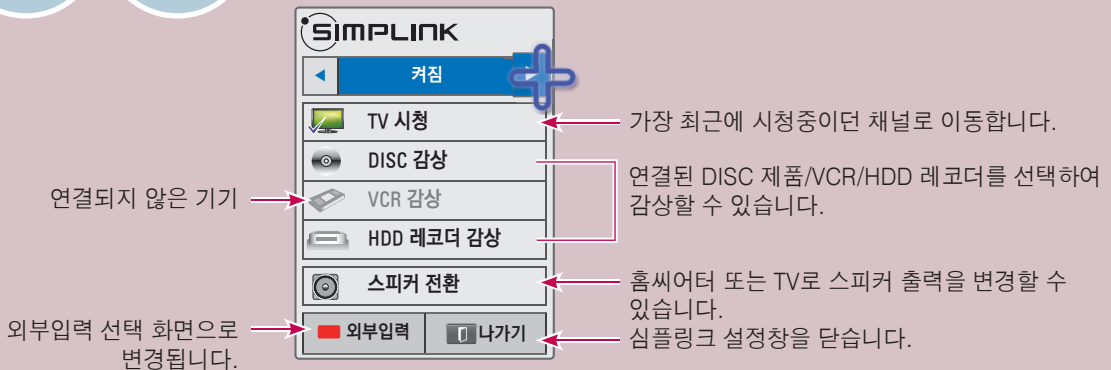 SIMPLINK
켜짐
TV 시청
DISC 감상
VCR 감상
HDD 레코더 감상
스피커 전환
외부입력
나가기
연결되지 않은 기기
외부입력 선택 화면으로
변경됩니다.
가장 최근에 시청중이던 채널로 이동합니다.
연결된 DISC 제품/VCR/HDD 레코더를 선택하여
감상할 수 있습니다.
홈씨어터 또는 TV로 스피커 출력을 변경할 수
있습니다.
심플링크 설정창을 닫습니다.